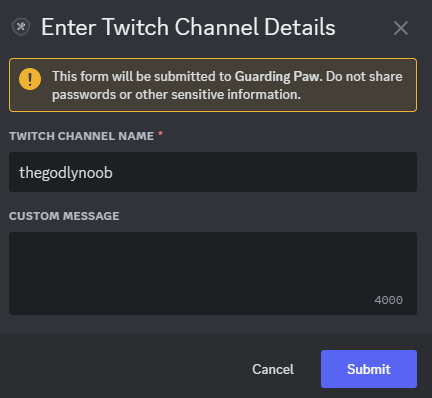 Enter Twitch Channel Details
This form will be submitted to Guarding Paw. Do not share
passwords or other sensitive information.
TWITCH CHANNEL NAME *
thegodlynoob
CUSTOM MESSAGE
4000
Cancel Submit